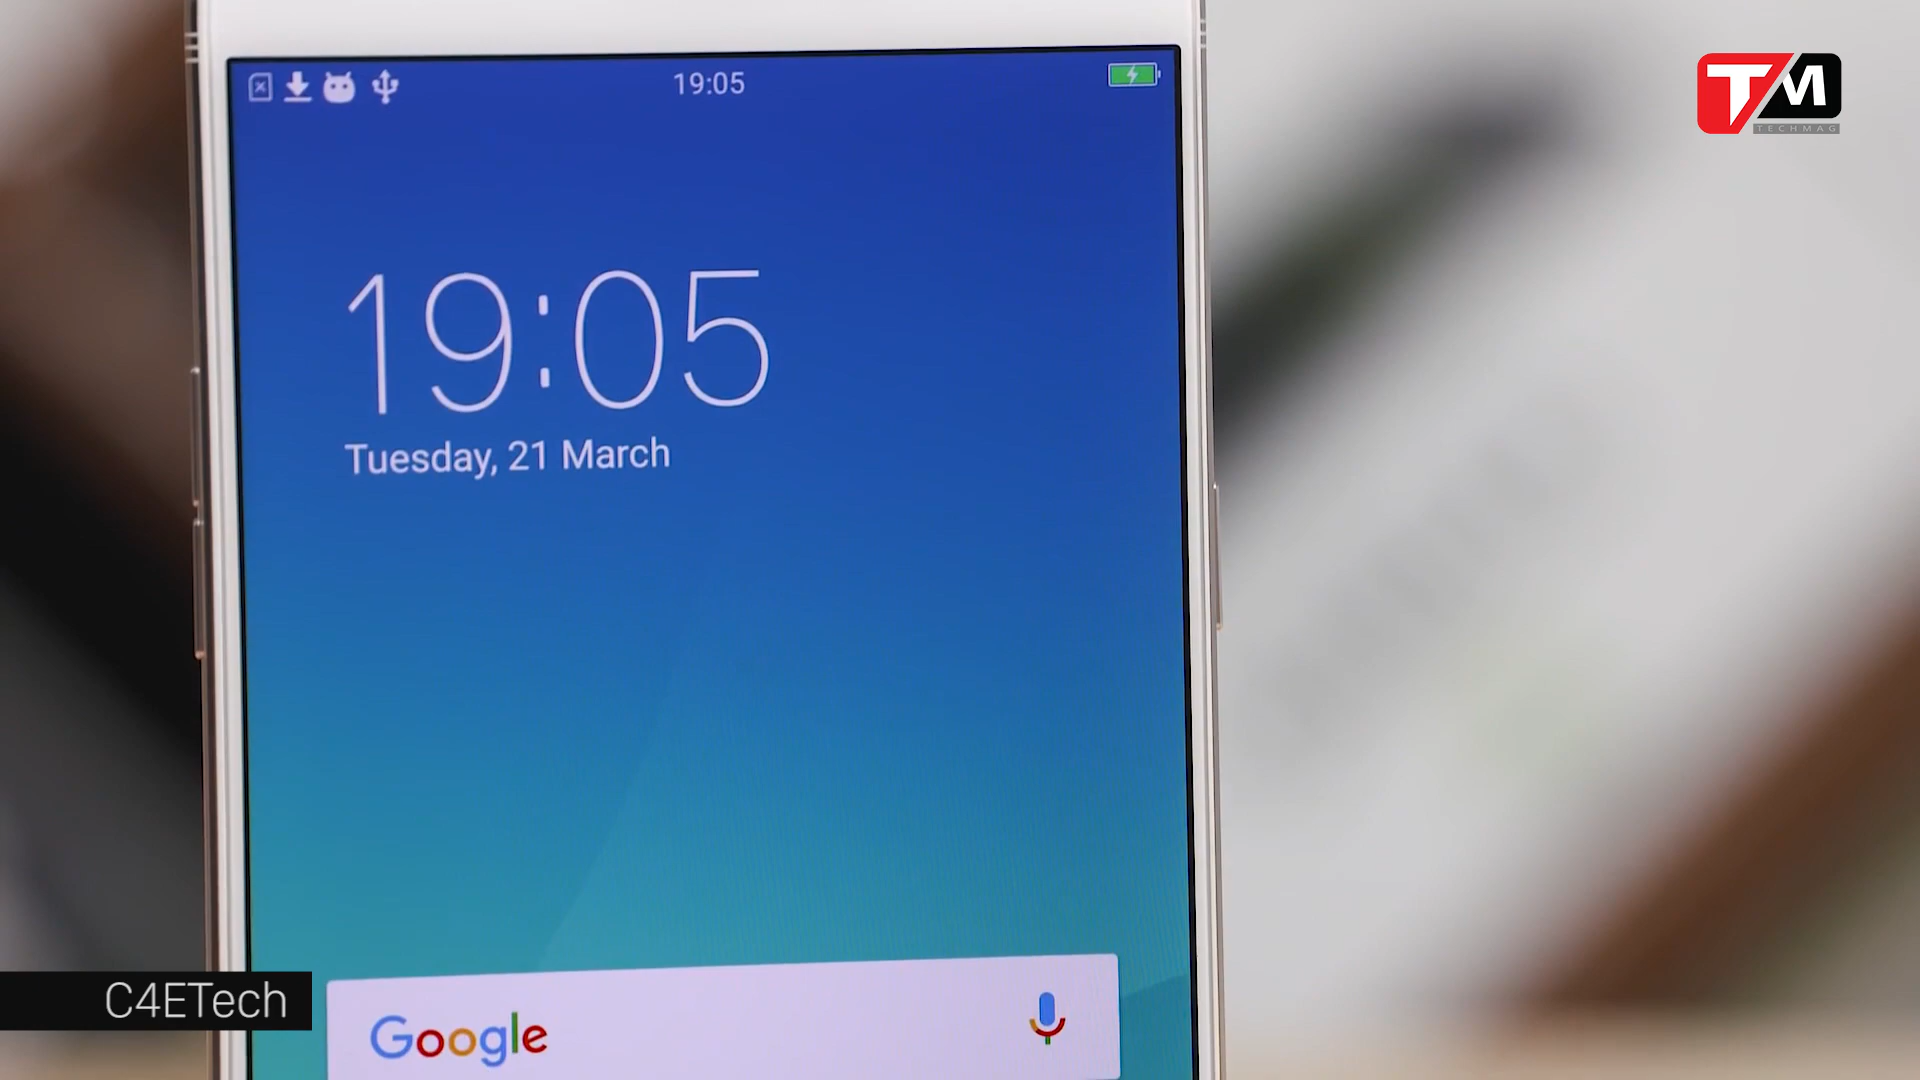 19:05
TM
TECHMAG
19:05
Tuesday, 21 March
C4ETech
Google